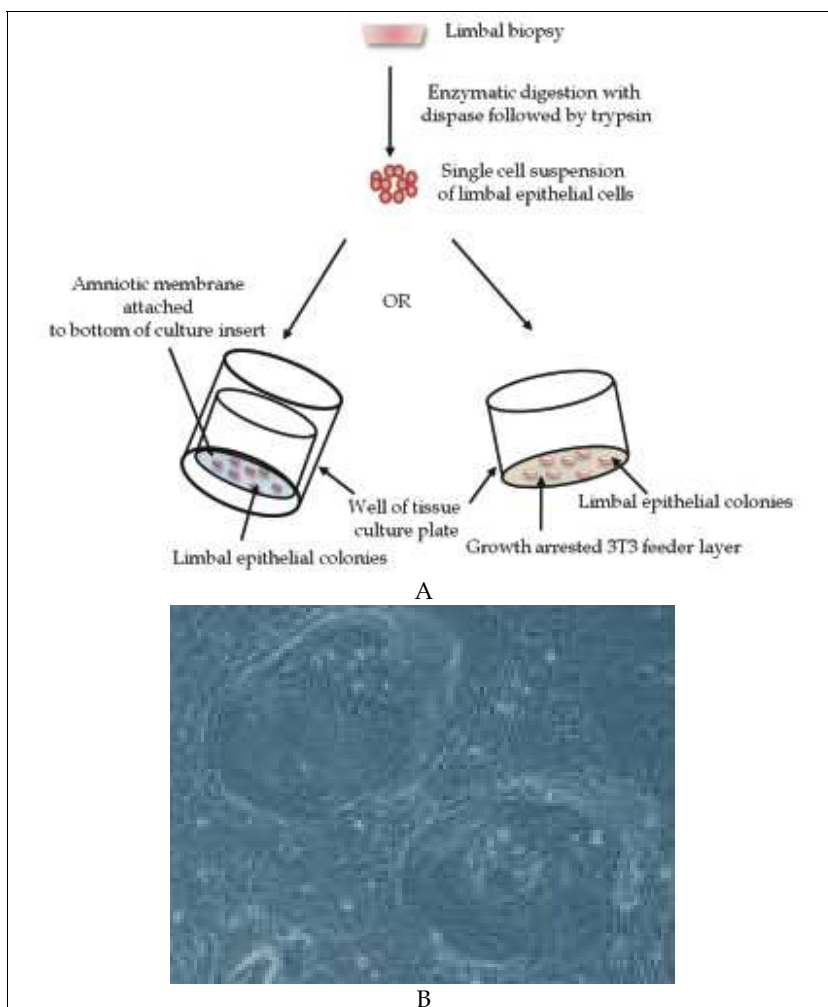 Limbal biopsy
Enzymatic digestion with
dispase followed by trypsin
Single cell suspension
of limbal epithelial cells
Amniotic membrane
attached
to bottom of culture insert
OR
Well of tissue
culture plate
Limbal epithelial colonies
Limbal epithelial colonies
Growth arrested 3T3 feeder layer
A
B